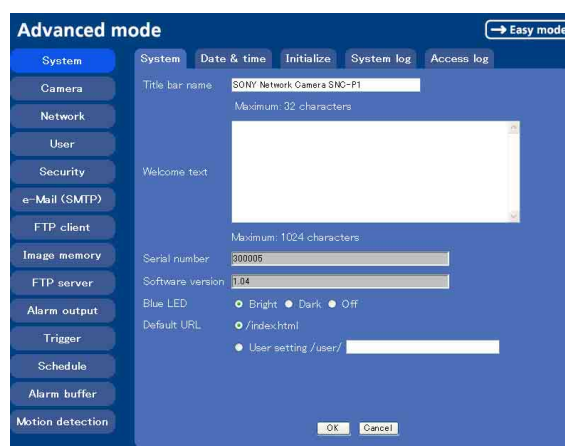 Advanced mode
→ Easy mode
System
Camera
Network
User
Security
e-Mail (SMTP)
FTP client
Image memory
FTP server
Alarm output
Trigger
Schedule
Alarm buffer
Motion detection
System Date & time Initialize System log Access log
Title bar name SONY Network Camera SNC-P1
Maximum: 32 characters
Welcome text
Maximum: 1024 characters
Serial number 300005
Software version 1.04
Blue LED Bright Dark Off
Default URL /index.html
User setting /user/
OK Cancel